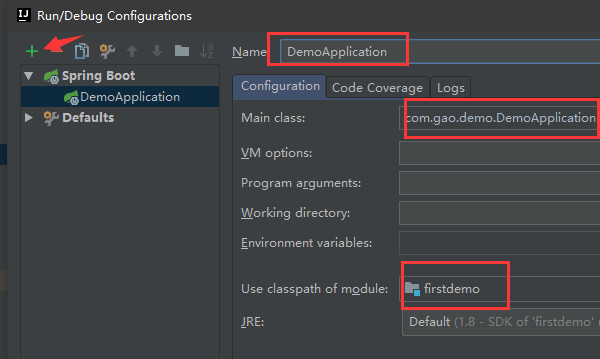 IJ Run/Debug Configurations
Name: DemoApplication
Spring Boot
DemoApplication
Defaults
Configuration Code Coverage Logs
Main class: com.gao.demo.DemoApplication
VM options:
Program arguments:
Working directory:
Environment variables:
Use classpath of module: firstdemo
JRE: Default (1.8 - SDK of 'firstdemo'